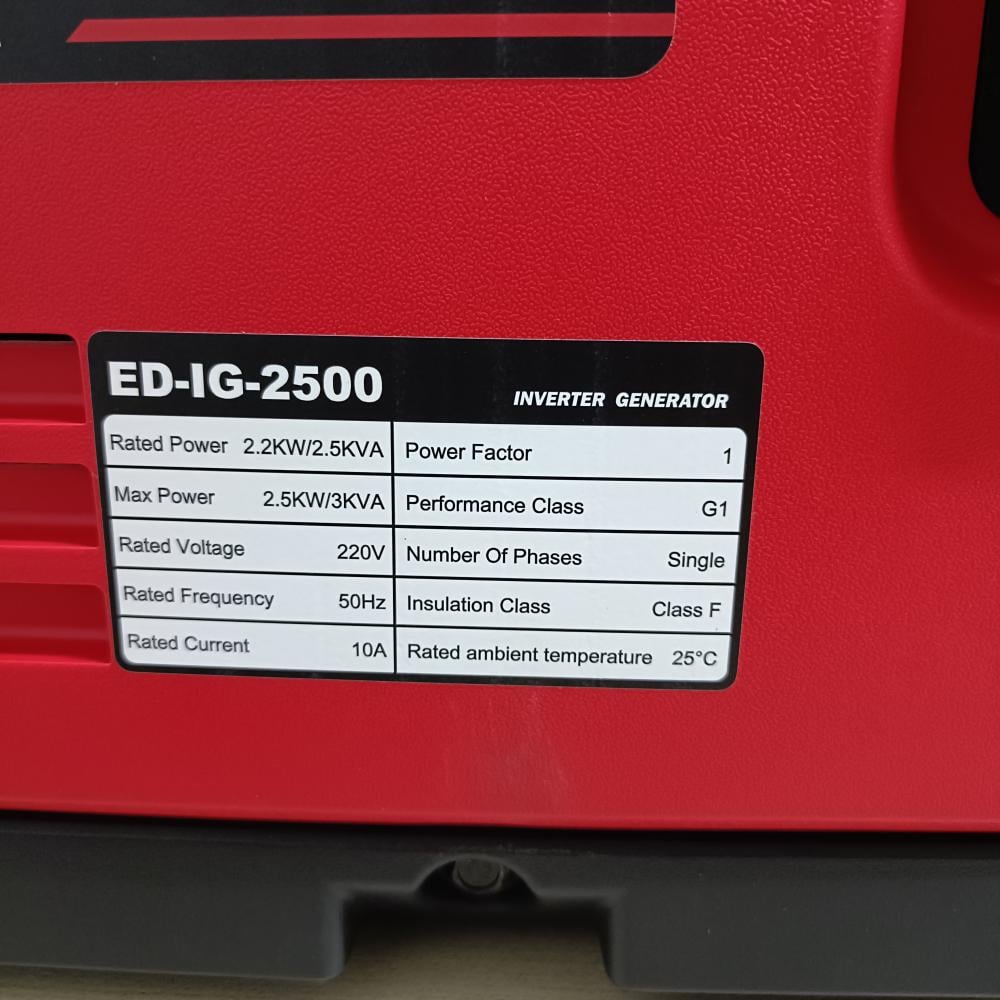 ED-IG-2500 INVERTER GENERATOR
Rated Power 2.2KW/2.5KVA Power Factor 1
Max Power 2.5KW/3KVA Performance Class G1
Rated Voltage 220V Number Of Phases Single
Rated Frequency 50Hz Insulation Class Class F
Rated Current 10A Rated ambient temperature 25°C